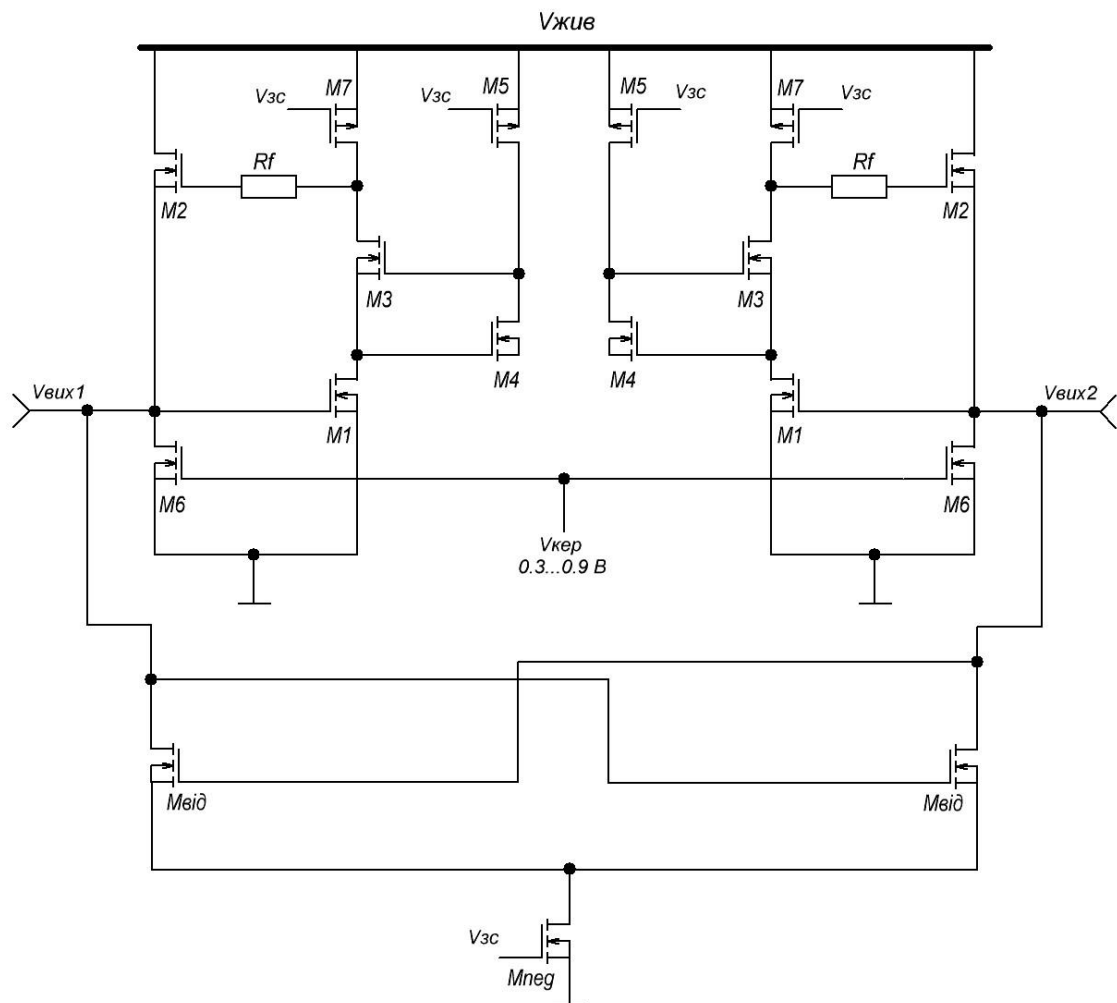 Vжив
M7
M5
M5
M7
Vзс
Vзс
Vзс
Vзс
Rf
Rf
M2
M2
M3
M3
M4
M4
Vвих1
Vвих2
M1
M1
M6
M6
Vкер
0.3...0.9 В
Mвід
Mвід
Vзс
Mneg